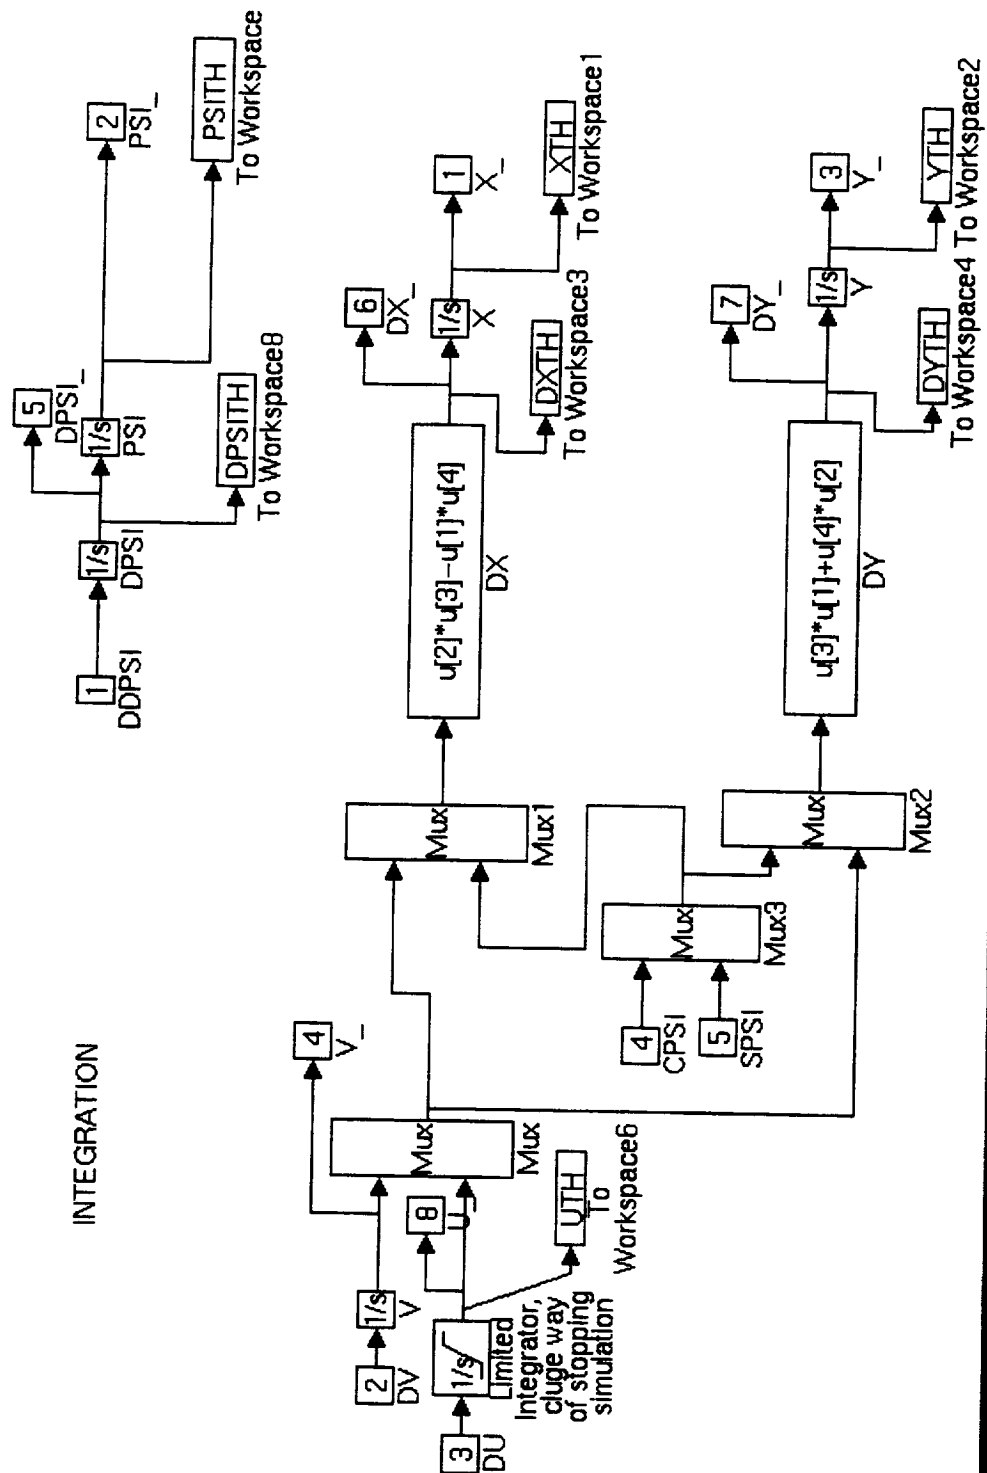 INTEGRATION
1
DDPSI
1/s
DPSI
5
DPSI_
1/s
PSI
2
PSI_
DPSITH
To Workspace8
PSITH
To Workspace
2
DV
1/s
V
4
V_
3
DU
1/s
Limited
Integrator,
cluge way
of stopping
simulation
8
UTH
To
Workspace6
Mux
Mux
4
CPSI
5
SPSI
Mux
Mux3
Mux
Mux1
u[2]*u[3]-u[1]*u[4]
DX
6
DX_
1/s
X
1
X_
DXTH
To Workspace3
XTH
To Workspace1
Mux
Mux2
u[3]*u[1]+u[4]*u[2]
DY
7
DY_
1/s
Y
3
Y_
DYTH
To Workspace4
YTH
To Workspace2